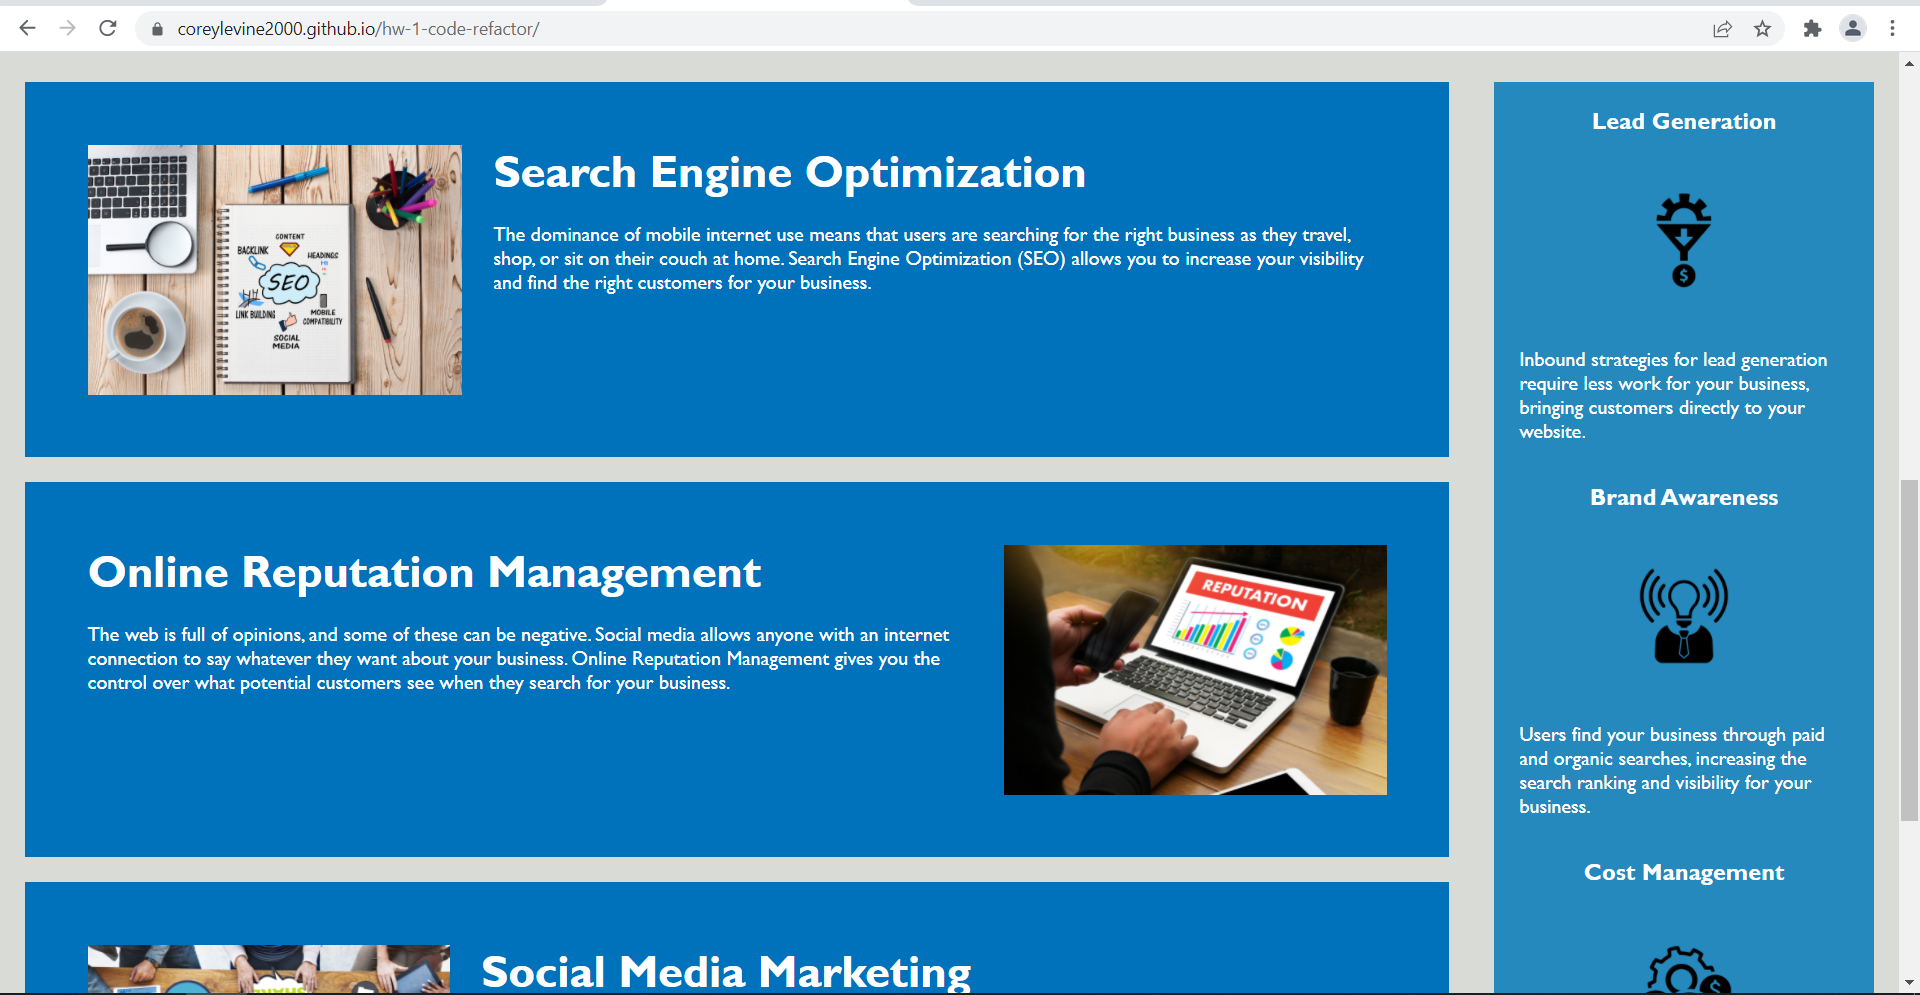 coreylevine2000.github.io/hw-1-code-refactor/
Search Engine Optimization
The dominance of mobile internet use means that users are searching for the right business as they travel,
shop, or sit on their couch at home. Search Engine Optimization (SEO) allows you to increase your visibility
and find the right customers for your business.
CONTENT
BACKLINK
HEADINGS
SEO
LINK BUILDING
MOBILE
COMPATIBILITY
SOCIAL
MEDIA
Online Reputation Management
The web is full of opinions, and some of these can be negative. Social media allows anyone with an internet
connection to say whatever they want about your business. Online Reputation Management gives you the
control over what potential customers see when they search for your business.
REPUTATION
Social Media Marketing
Lead Generation
$
Inbound strategies for lead generation
require less work for your business,
bringing customers directly to your
website.
Brand Awareness
Users find your business through paid
and organic searches, increasing the
search ranking and visibility for your
business.
Cost Management
$